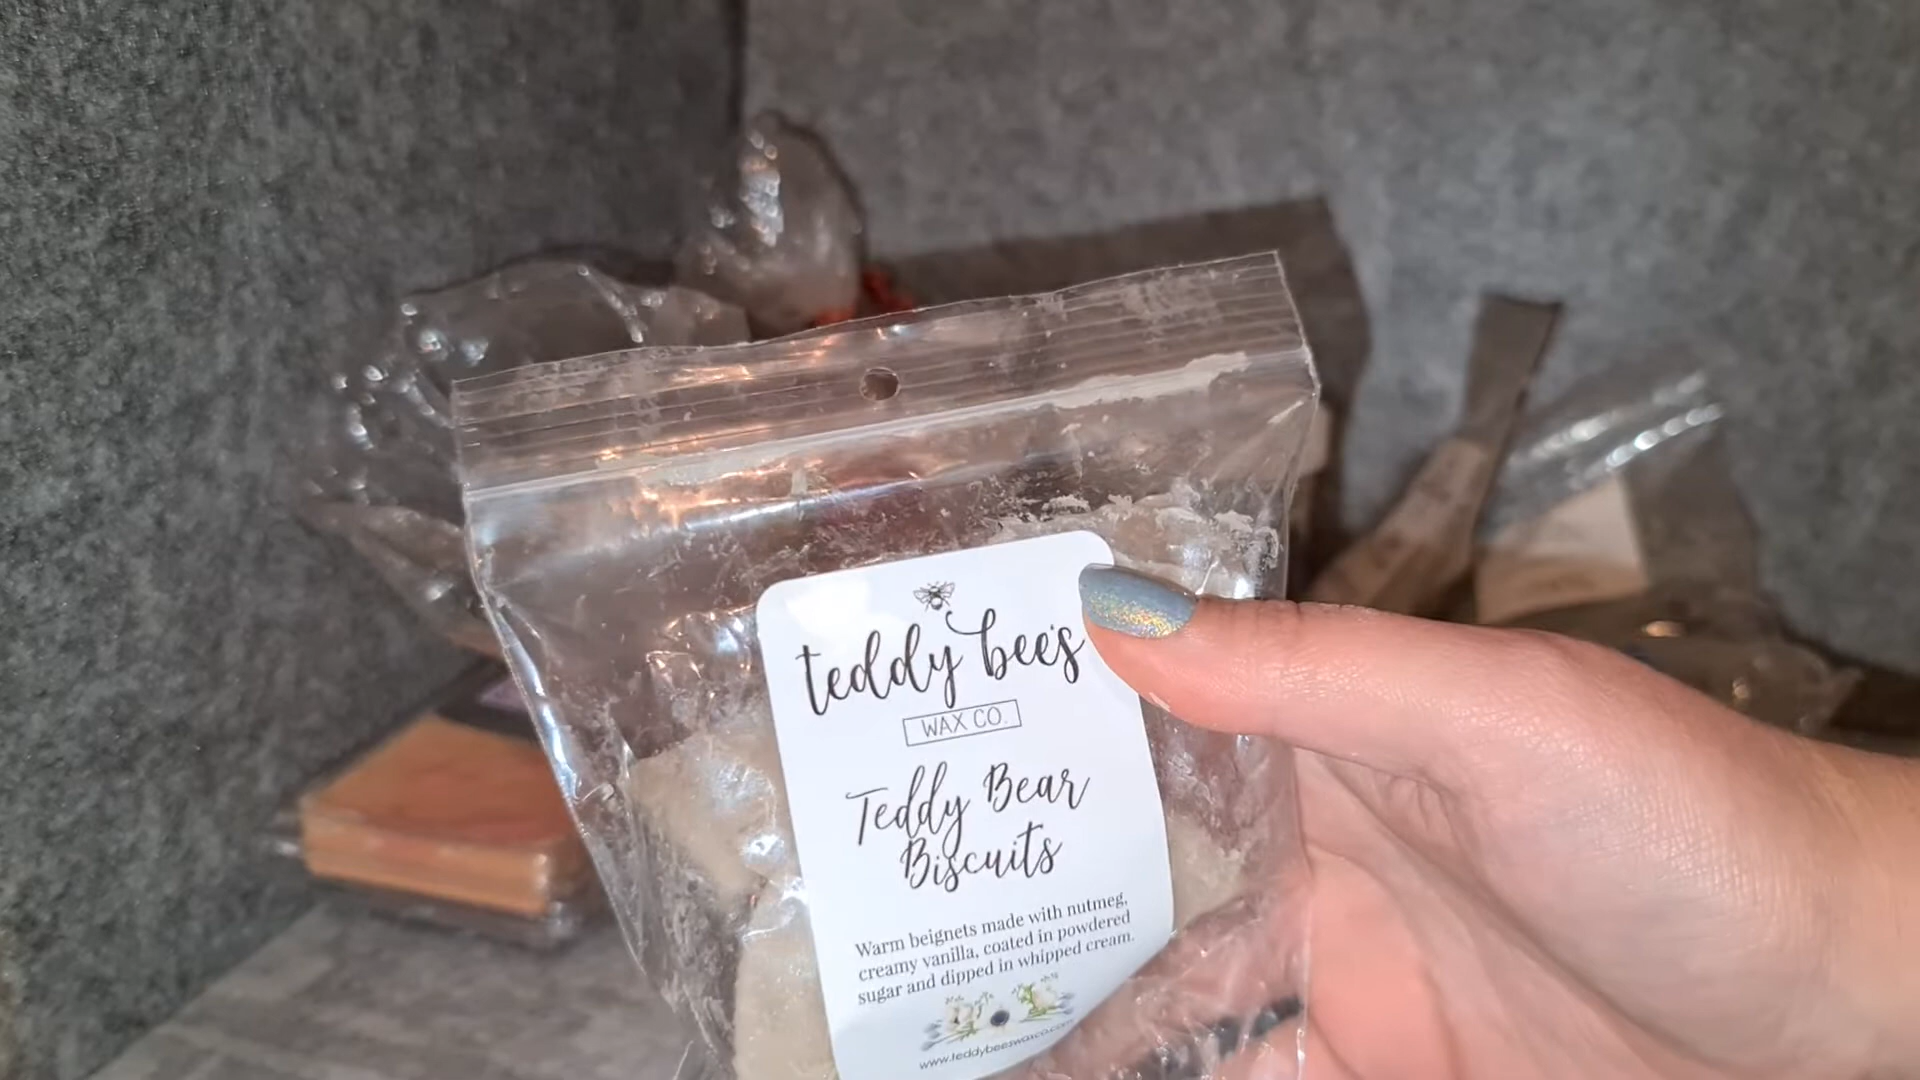 teddy bee's
WAX CO.
Teddy Bear
Biscuits
Warm beignets made with nutmeg,
creamy vanilla, coated in powdered
sugar and dipped in whipped cream.
www.teddybeeswaxco.com